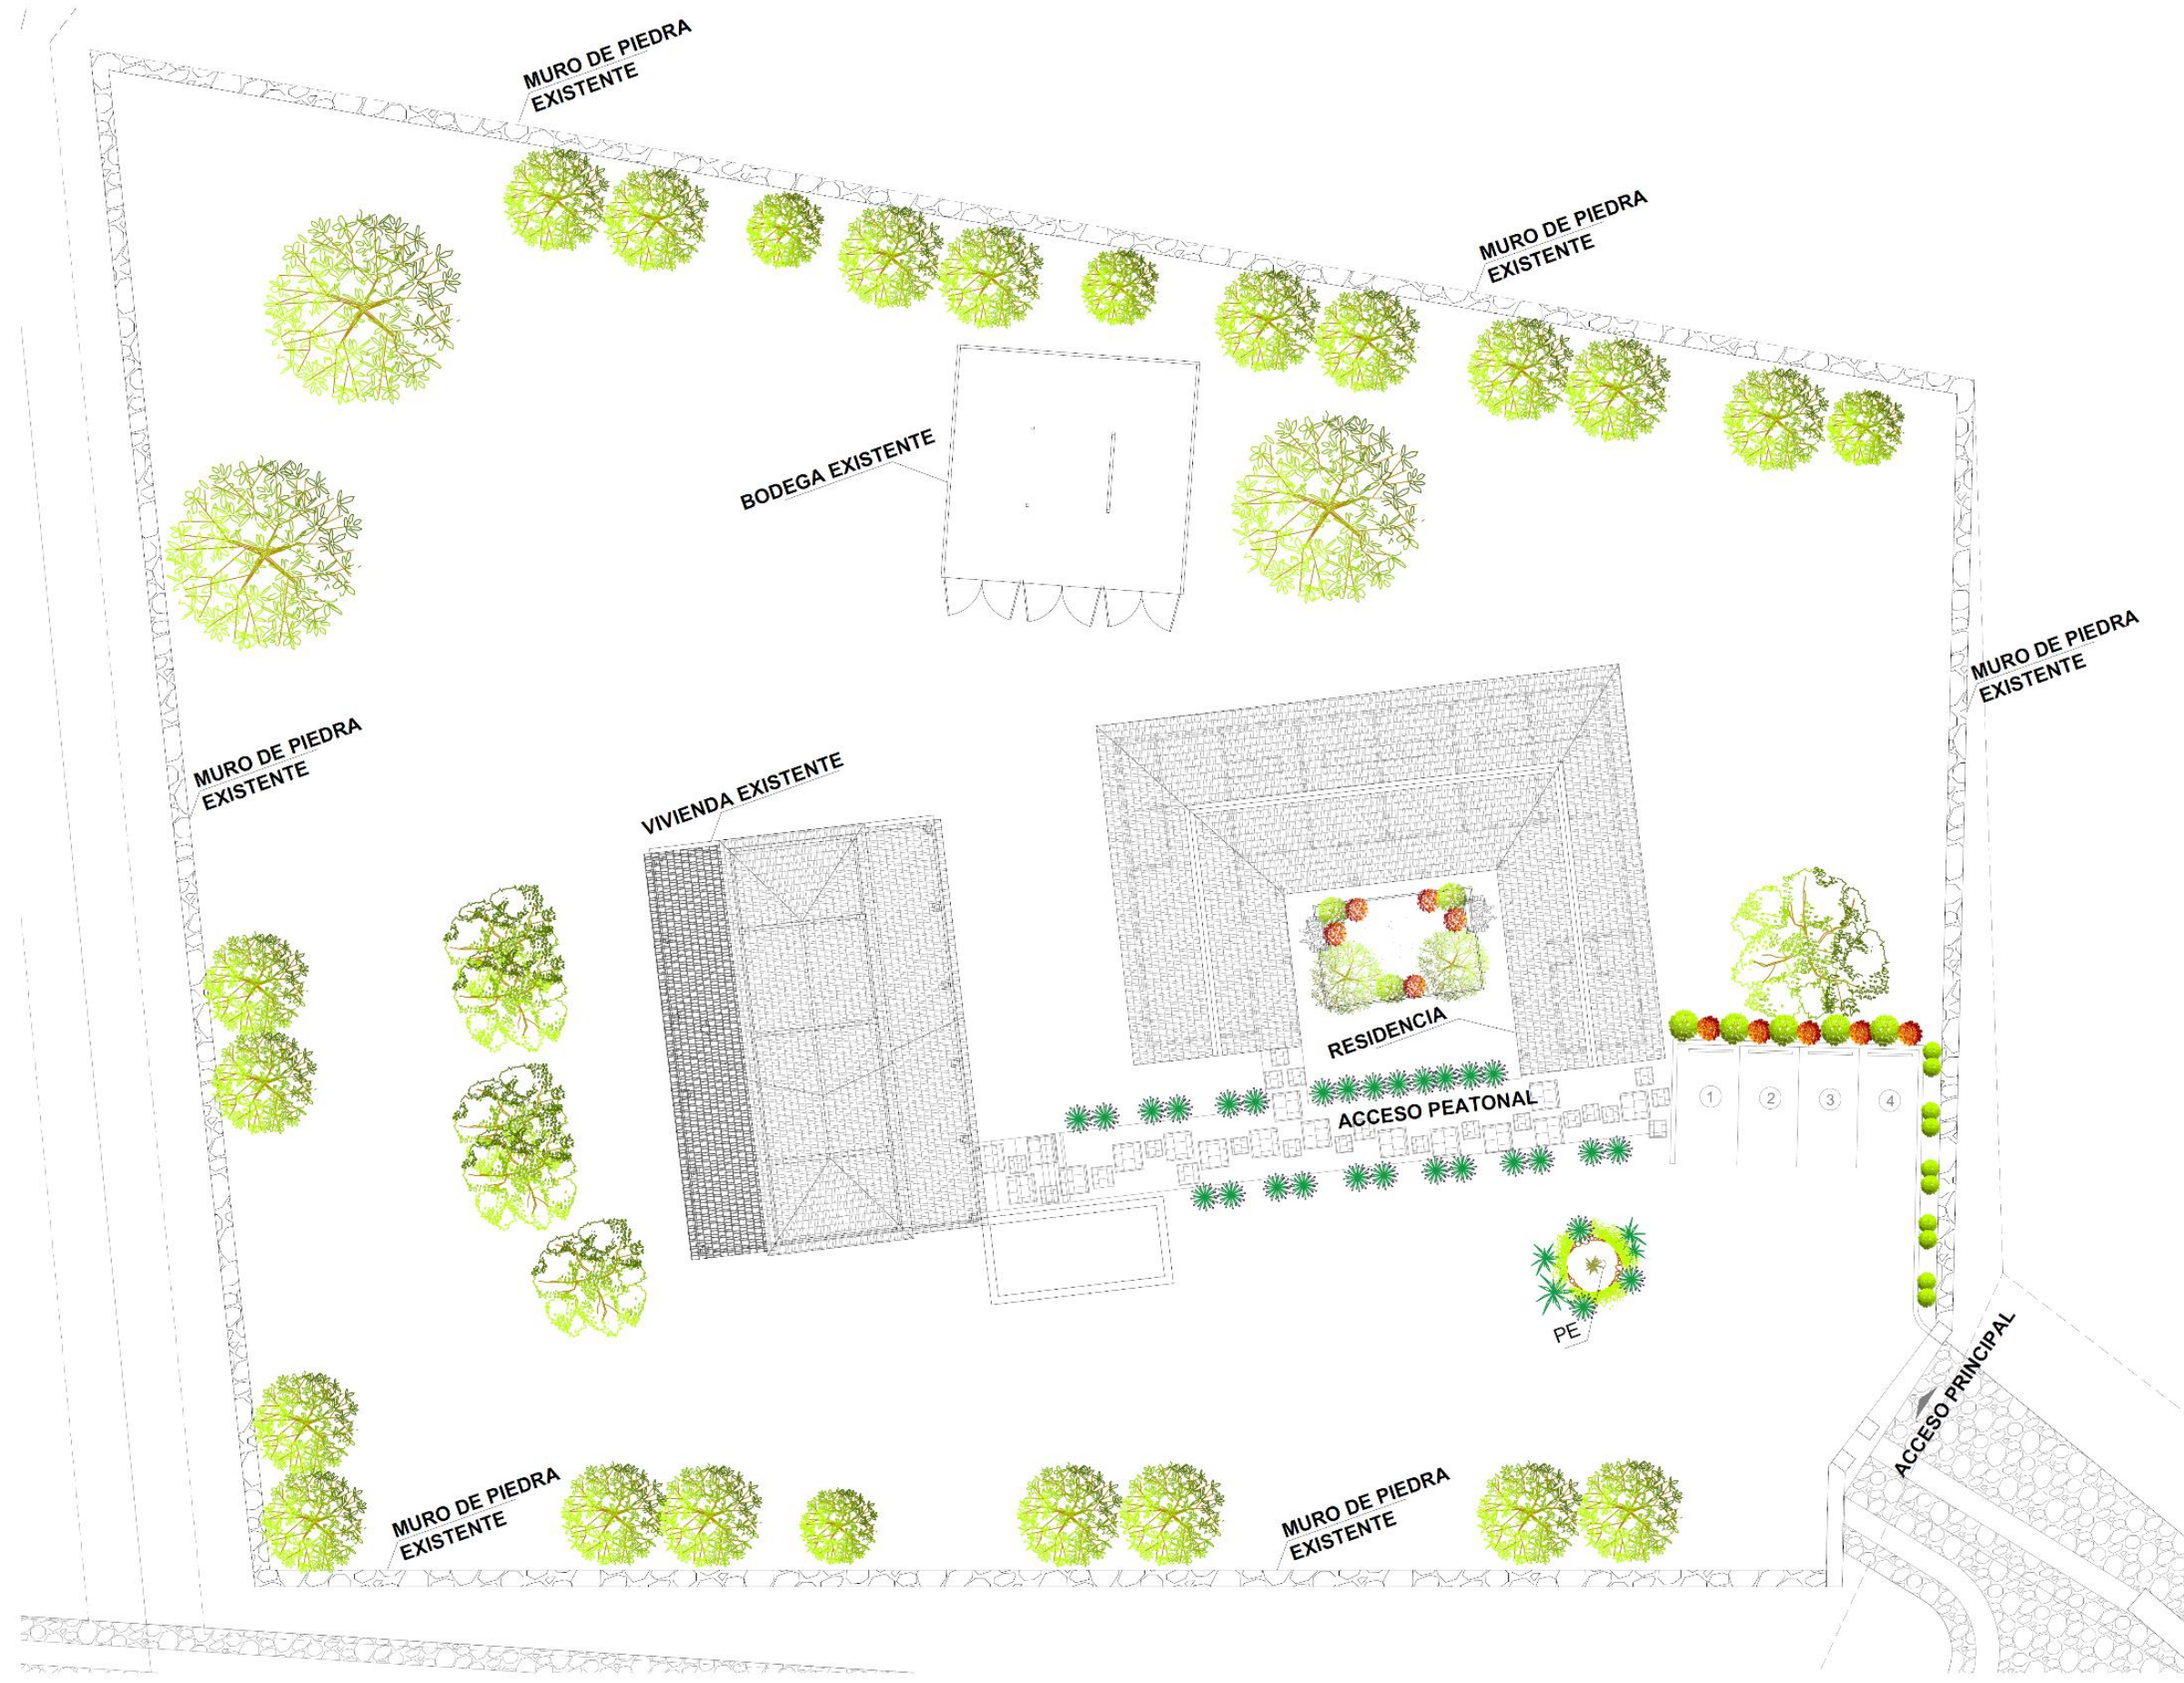 MURO DE PIEDRA
EXISTENTE
MURO DE PIEDRA
EXISTENTE
BODEGA EXISTENTE
MURO DE PIEDRA
EXISTENTE
MURO DE PIEDRA
EXISTENTE
VIVIENDA EXISTENTE
RESIDENCIA
ACCESO PEATONAL
1
2
3
4
PE
ACCESO PRINCIPAL
MURO DE PIEDRA
EXISTENTE
MURO DE PIEDRA
EXISTENTE